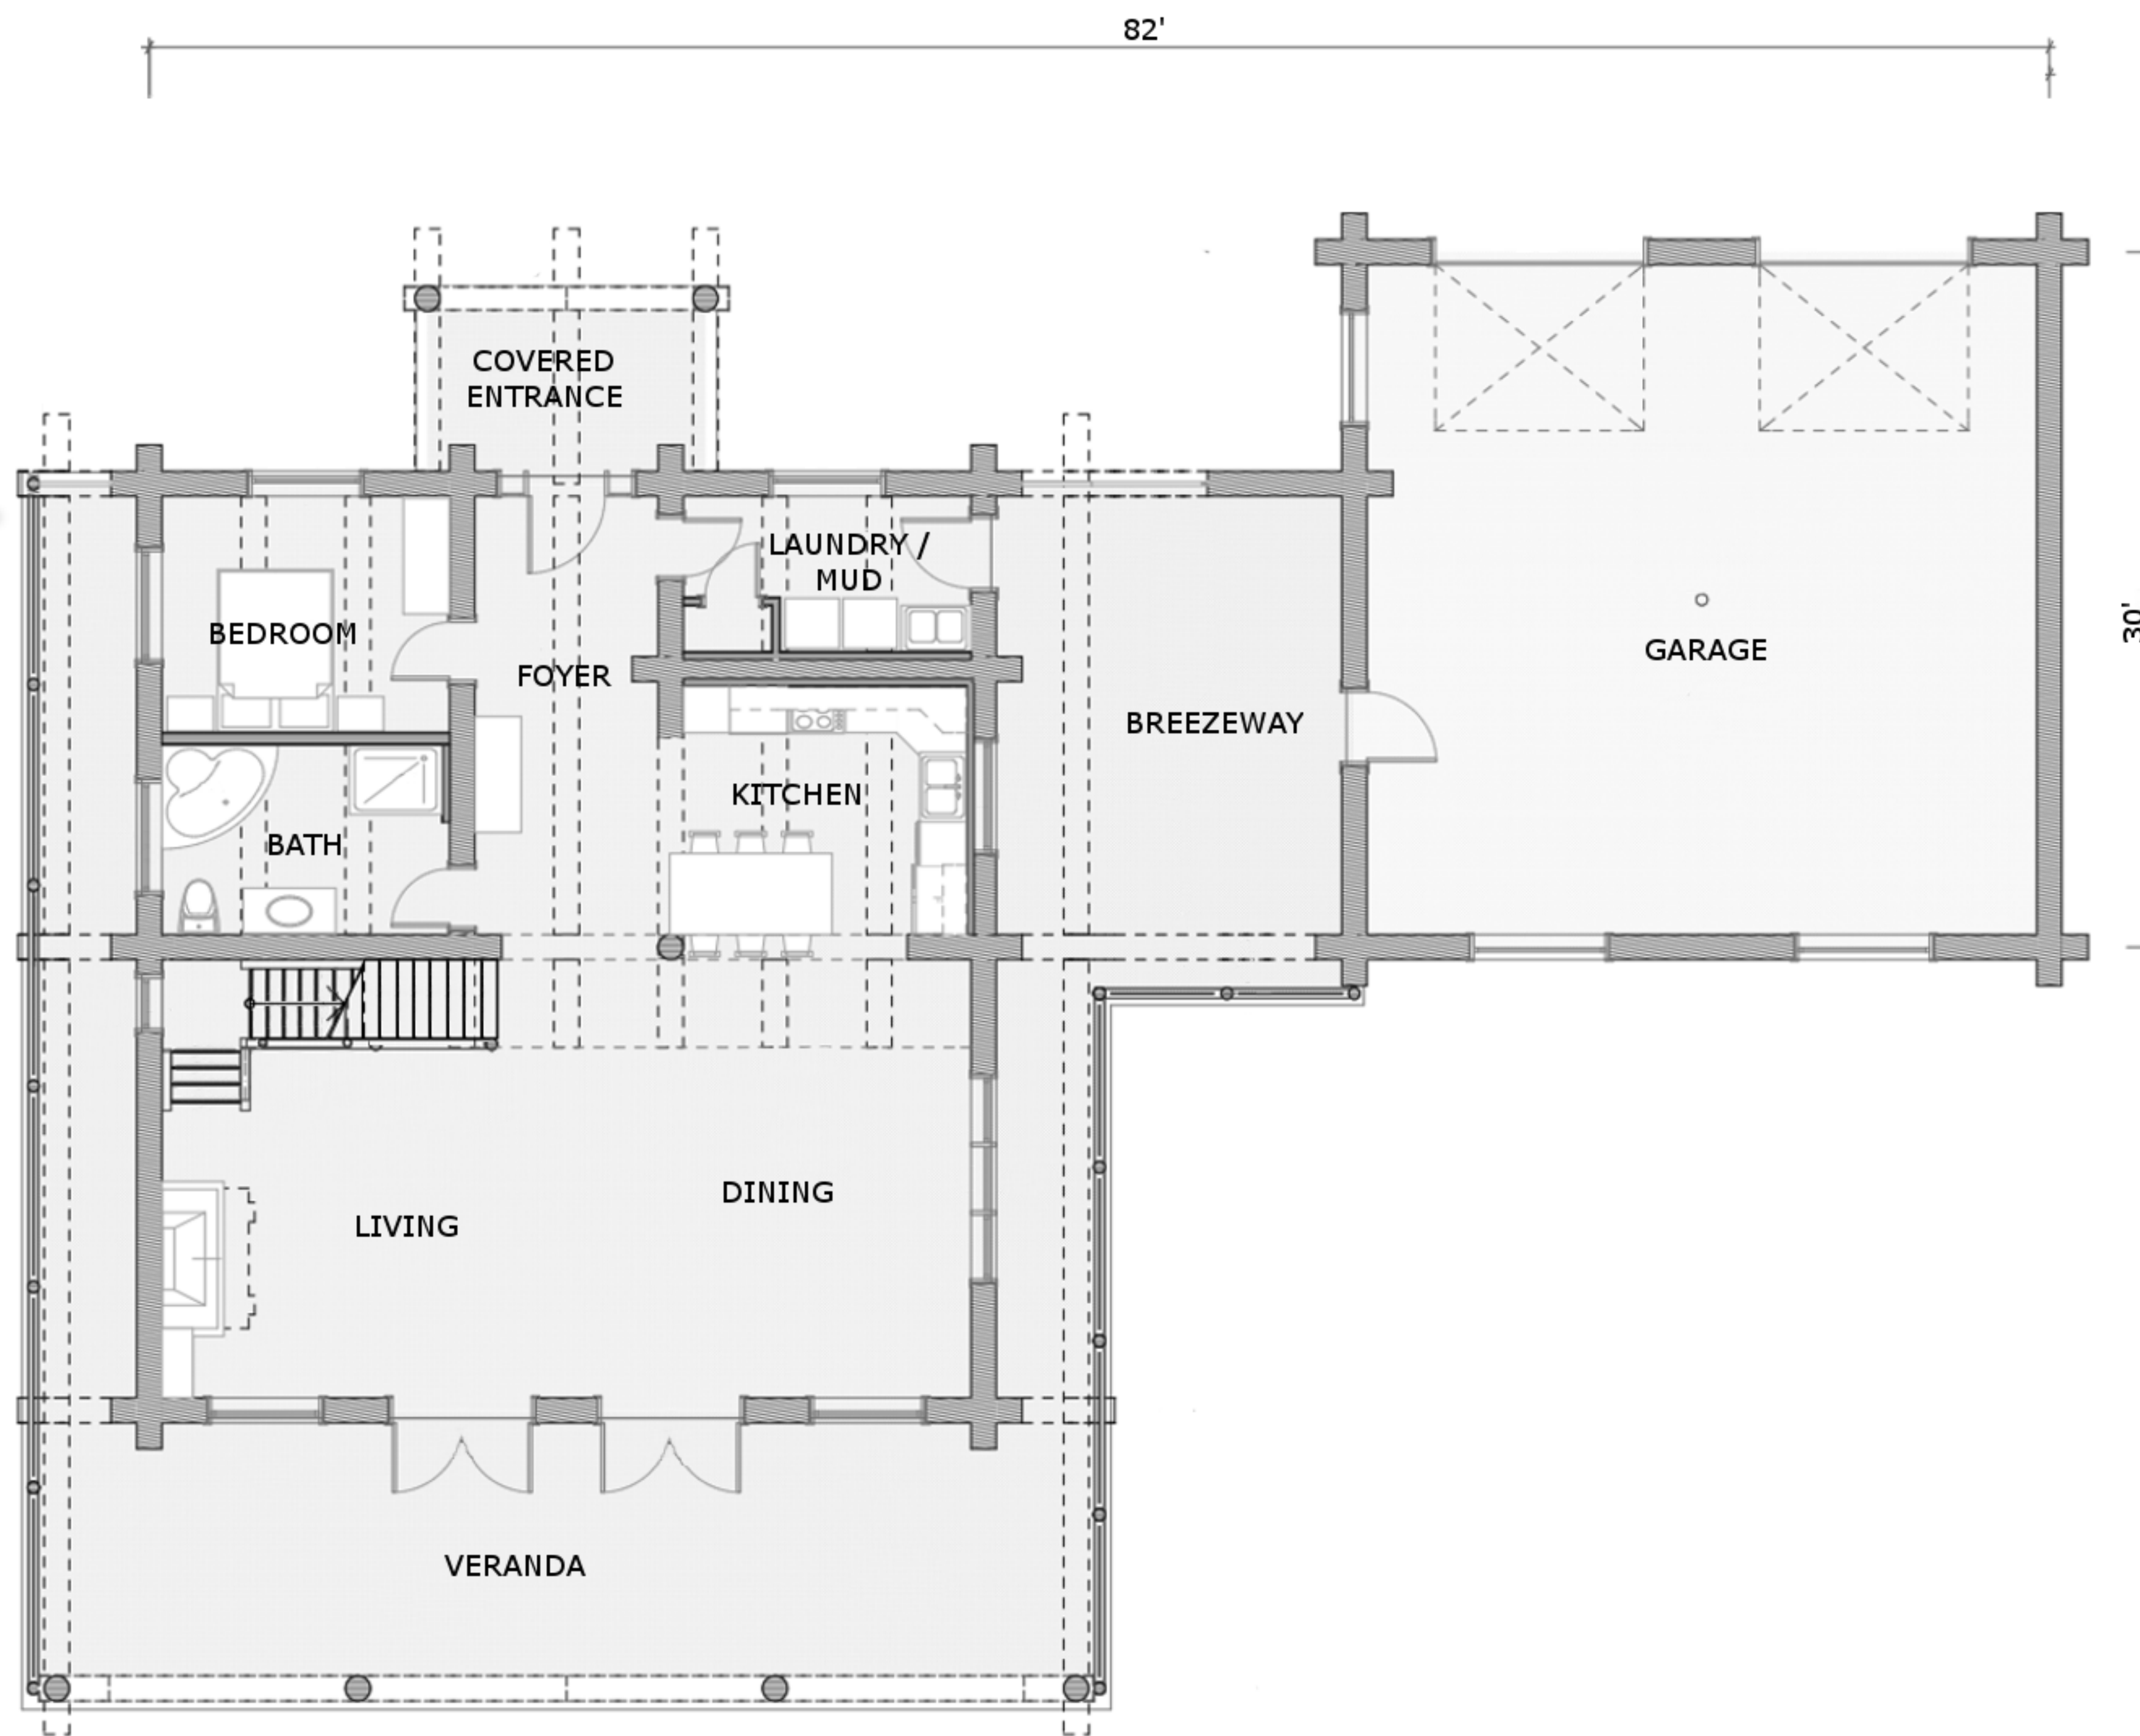 82'
COVERED
ENTRANCE
LAUNDRY /
MUD
BEDROOM
FOYER
GARAGE
30'
BREEZEWAY
KITCHEN
BATH
DINING
LIVING
VERANDA